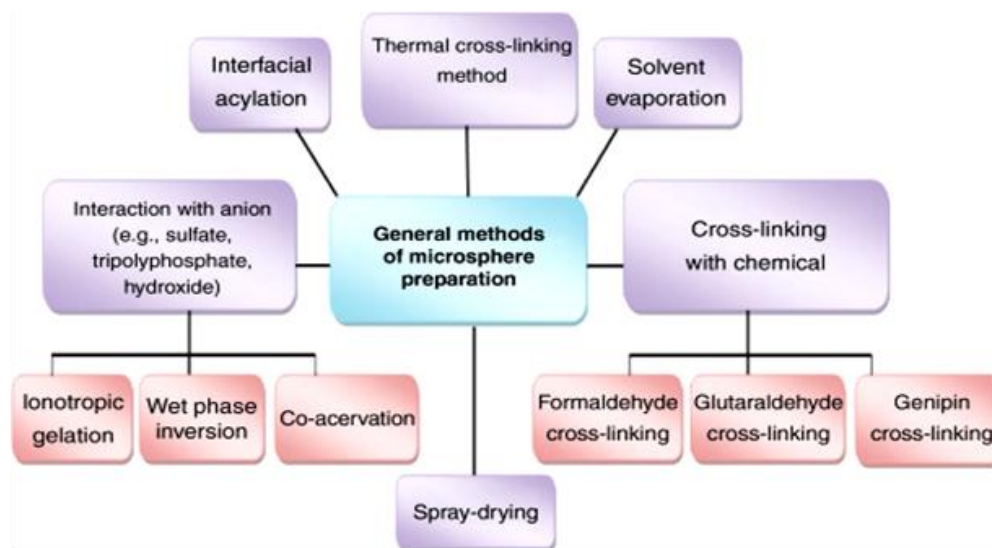 Interfacial
acylation
Thermal cross-linking
method
Solvent
evaporation
Interaction with anion
(e.g., sulfate,
tripolyphosphate,
hydroxide)
General methods
of microsphere
preparation
Cross-linking
with chemical
Ionotropic
gelation
Wet phase
inversion
Co-acervation
Formaldehyde
cross-linking
Glutaraldehyde
cross-linking
Genipin
cross-linking
Spray-drying